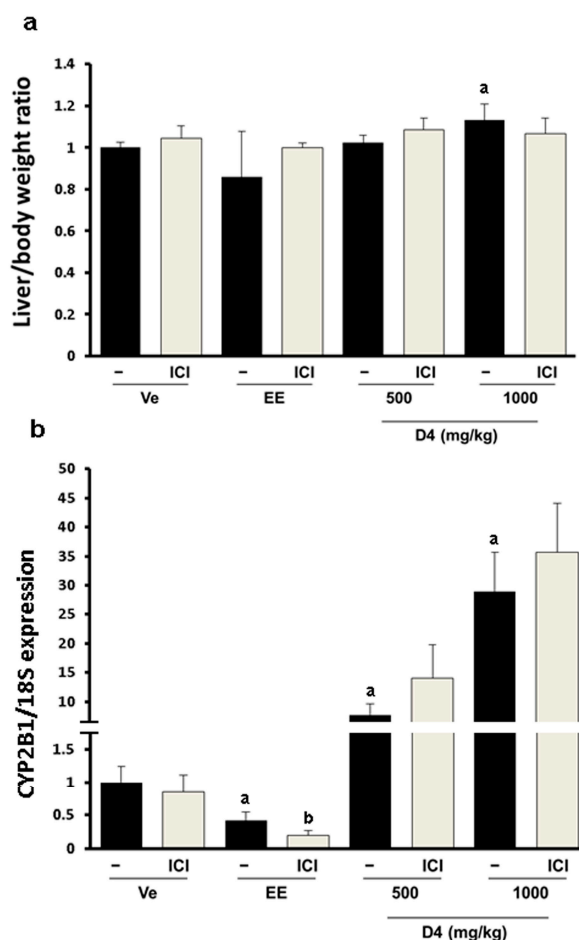 a
Liver/body weight ratio
1.4
1.2
1
0.8
0.6
0.4
0.2
0
a
– ICI – ICI – ICI – ICI
Ve EE 500 1000
D4 (mg/kg)
b
CYP2B1/18S expression
50
45
40
35
30
25
20
15
10
1.5
1
0.5
0
a b a a
– ICI – ICI – ICI – ICI
Ve EE 500 1000
D4 (mg/kg)